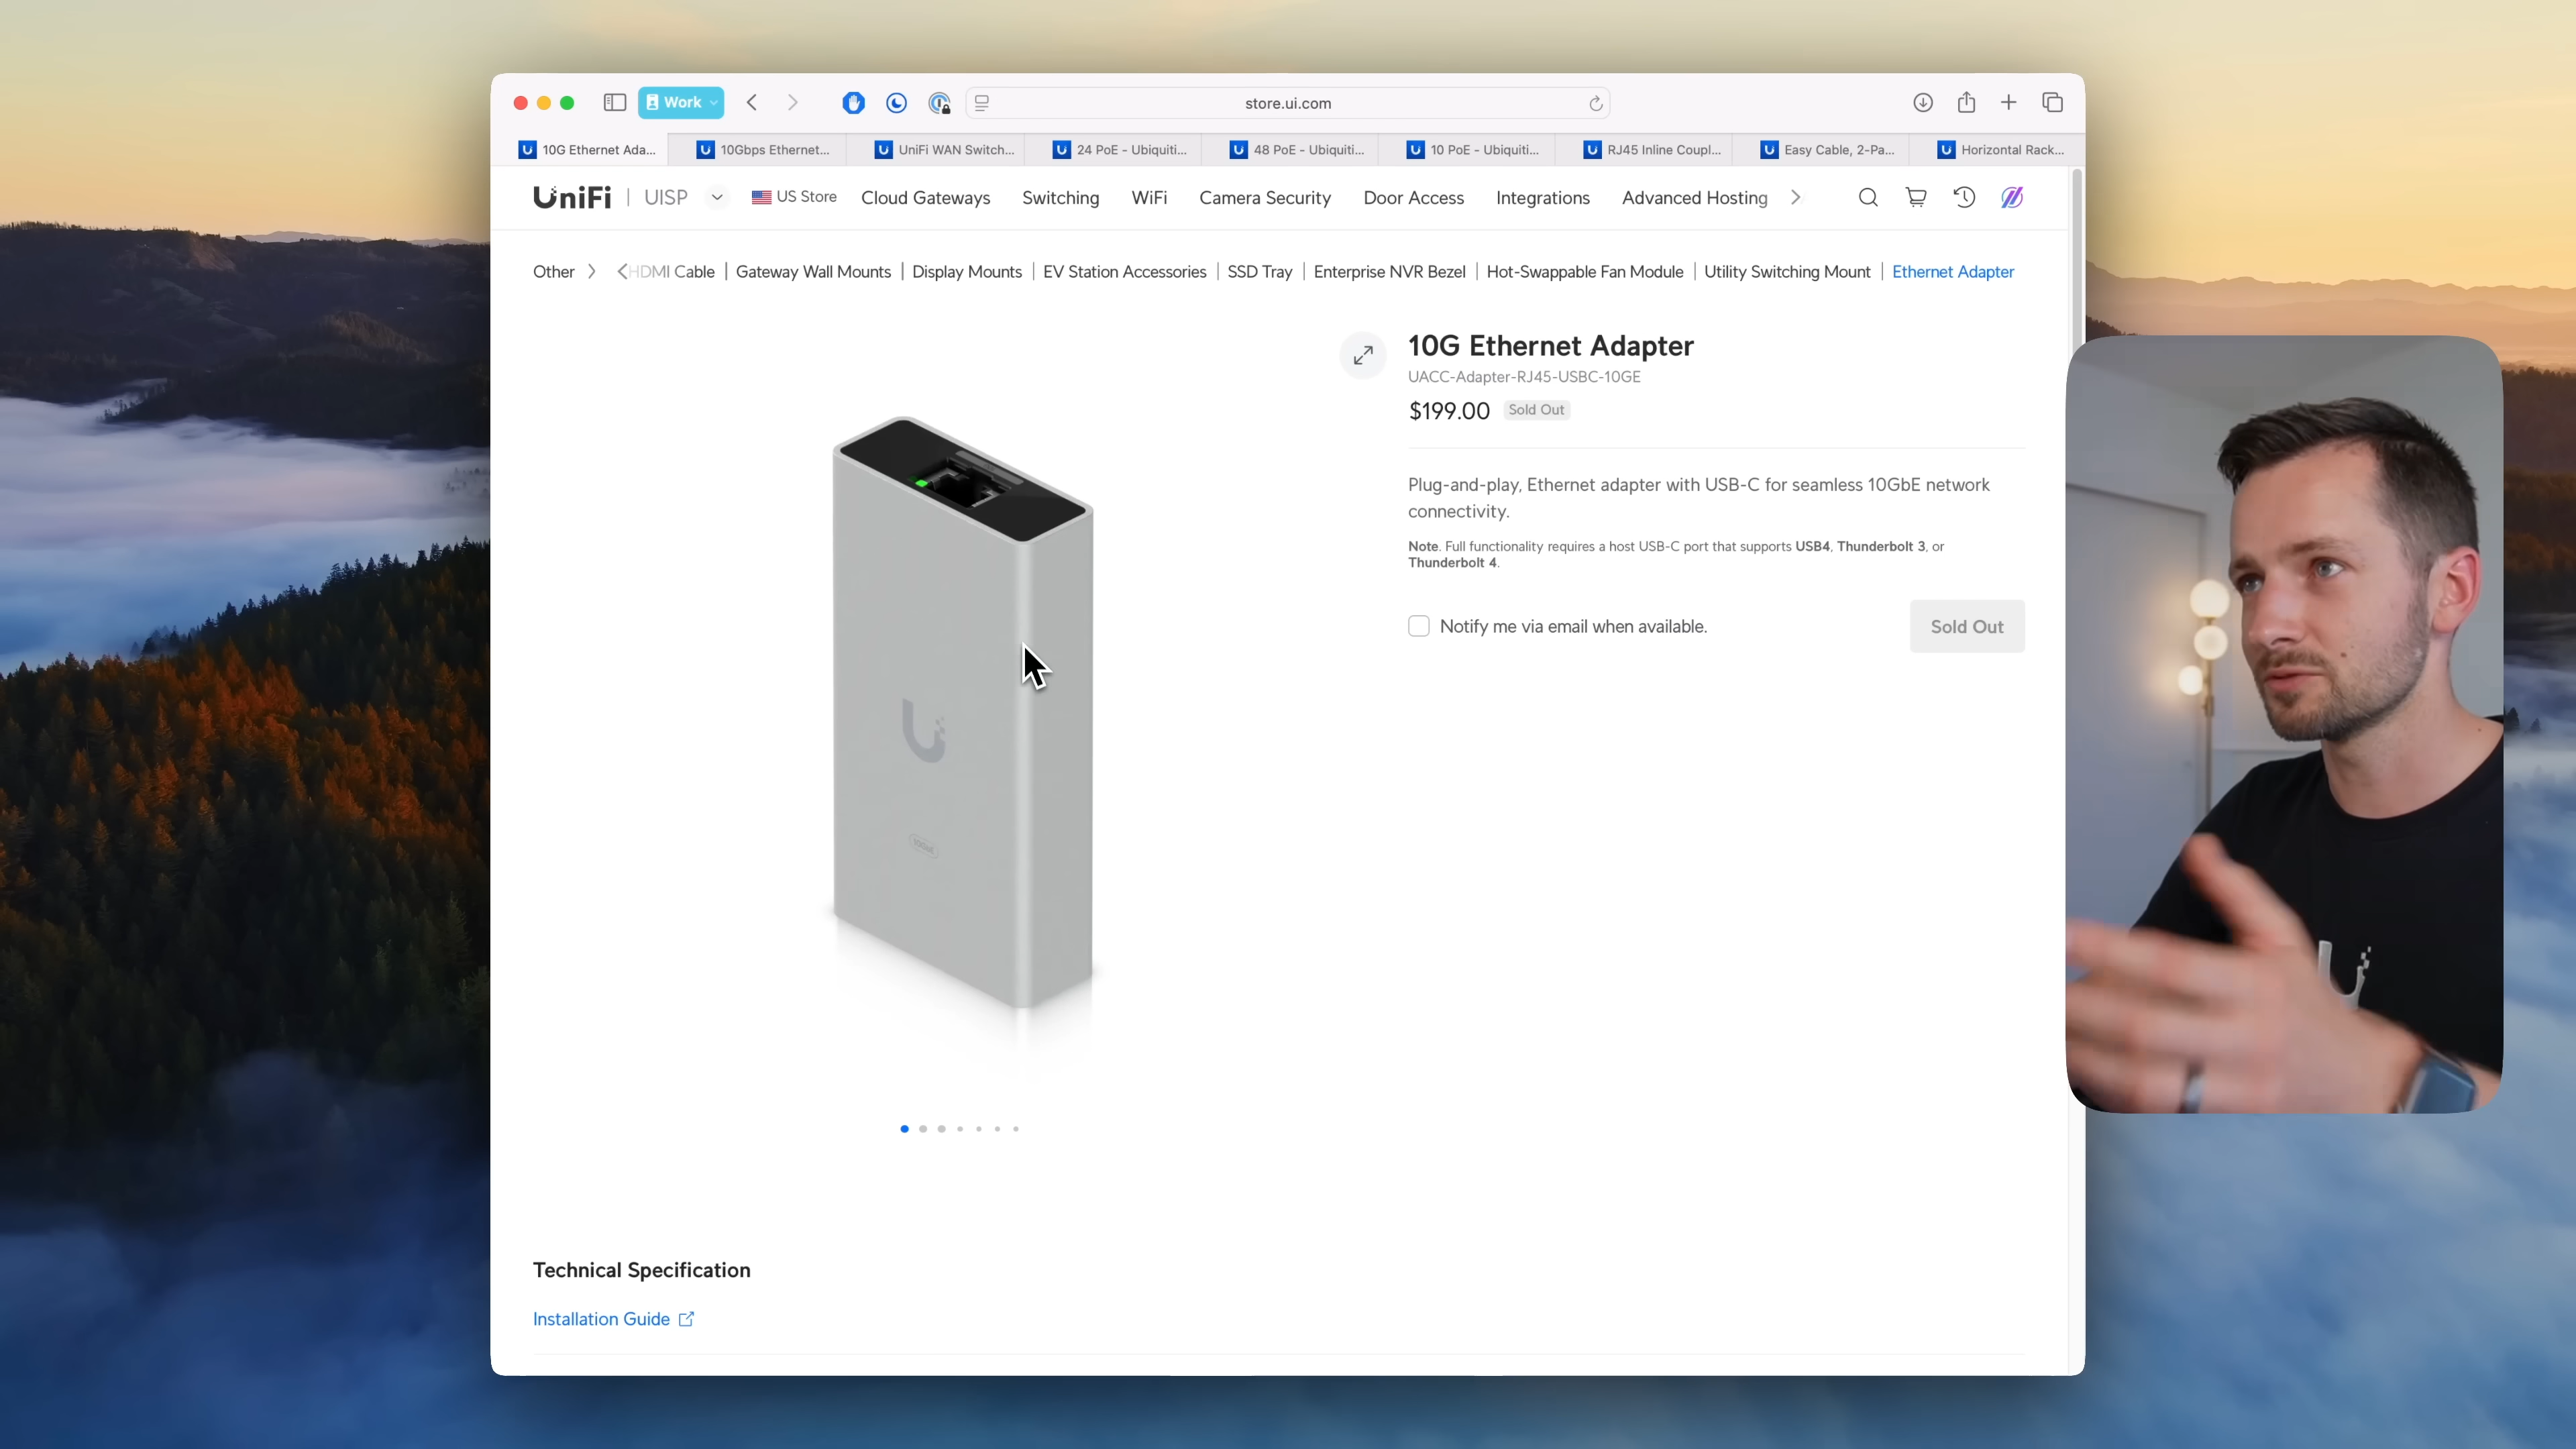 Work
store.ui.com
10G Ethernet Ada...
10Gbps Ethernet...
UniFi WAN Switch...
24 PoE - Ubiquiti...
48 PoE - Ubiquiti...
10 PoE - Ubiquiti...
RJ45 Inline Coupl...
Easy Cable, 2-Pa...
Horizontal Rack...
UniFi | UISP
US Store
Cloud Gateways
Switching
WiFi
Camera Security
Door Access
Integrations
Advanced Hosting
Other
HDMI Cable | Gateway Wall Mounts | Display Mounts | EV Station Accessories | SSD Tray | Enterprise NVR Bezel | Hot-Swappable Fan Module | Utility Switching Mount | Ethernet Adapter
10G Ethernet Adapter
UACC-Adapter-RJ45-USBC-10GE
$199.00 Sold Out
Plug-and-play, Ethernet adapter with USB-C for seamless 10GbE network
connectivity.
Note. Full functionality requires a host USB-C port that supports USB4, Thunderbolt 3, or
Thunderbolt 4.
Notify me via email when available.
Sold Out
Technical Specification
Installation Guide